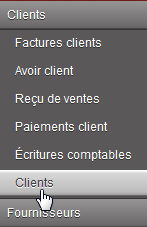 Clients
Factures clients
Avoir client
Reçu de ventes
Paiements client
Écritures comptables
Clients
Fournisseurs